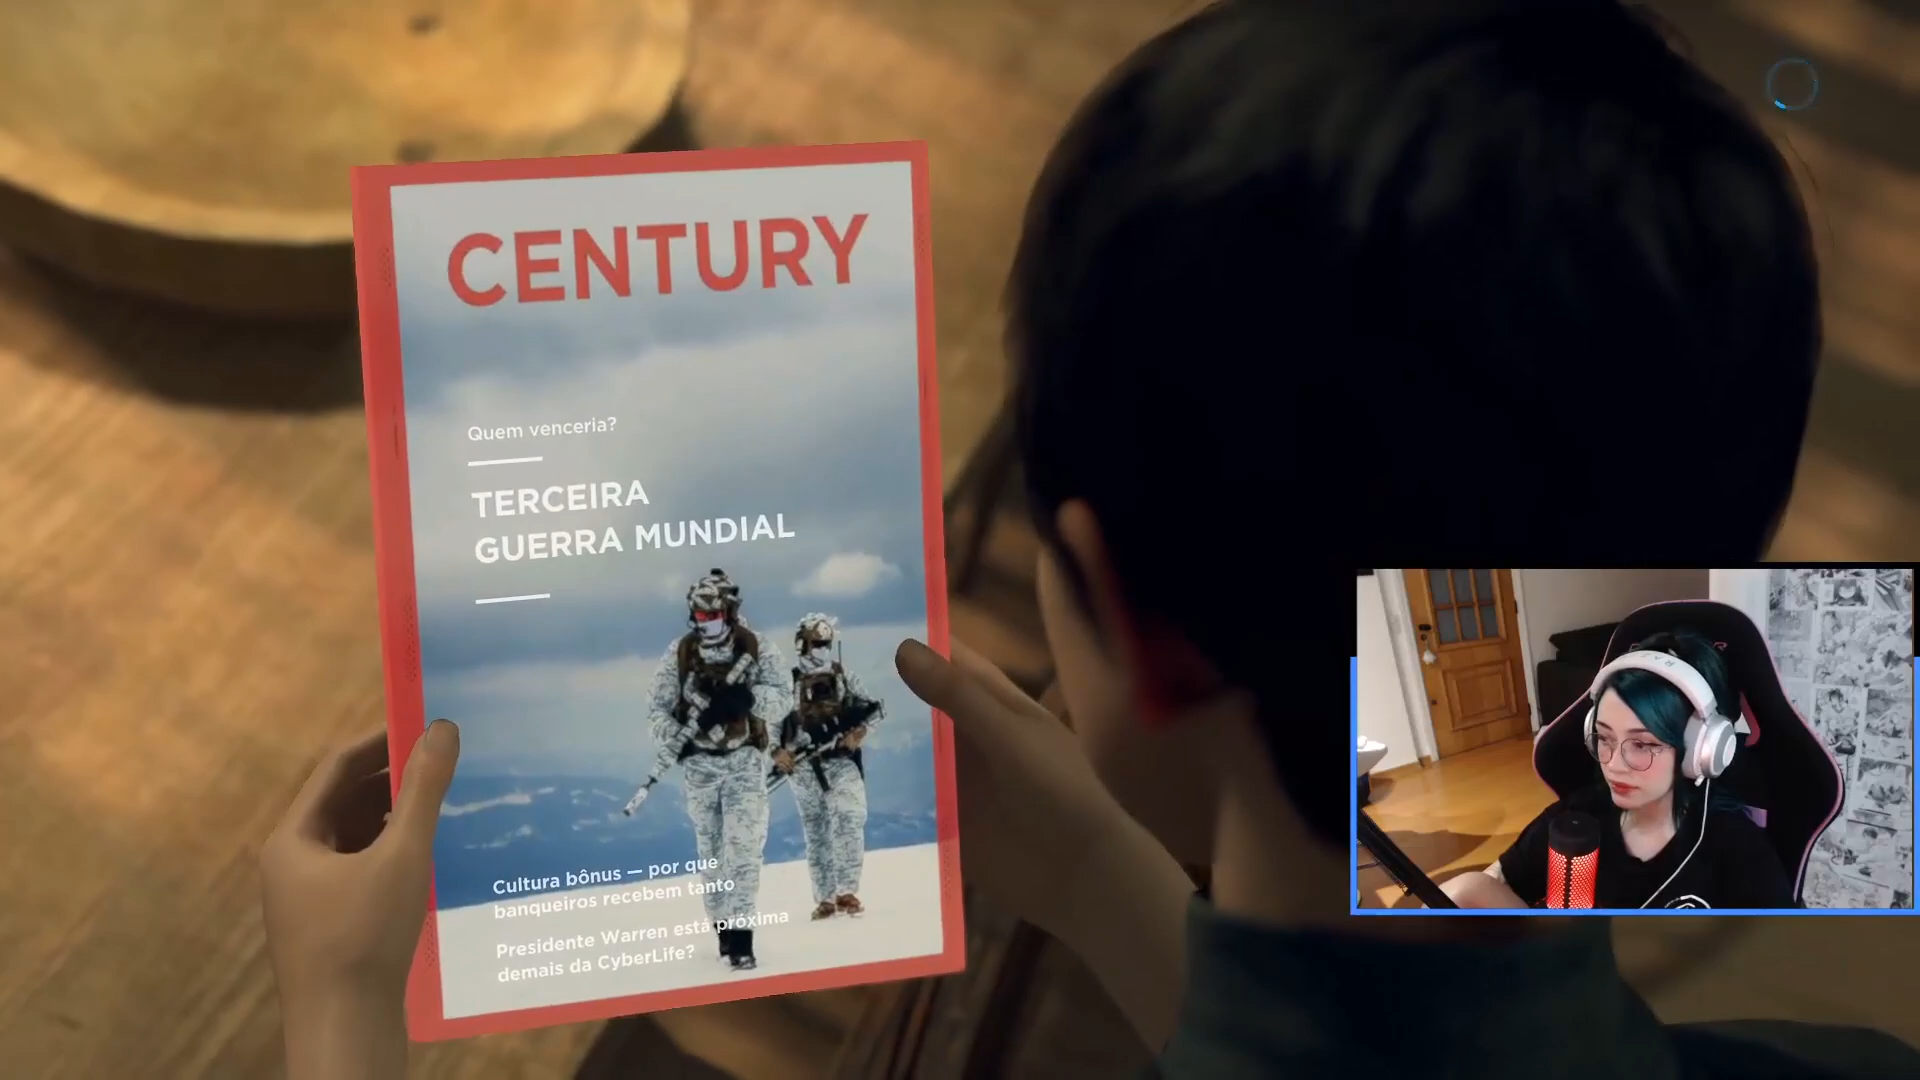 CENTURY
Quem venceria?
TERCEIRA
GUERRA MUNDIAL
Cultura bônus — por que
banqueiros recebem tanto
Presidente Warren está próxima
demais da CyberLife?